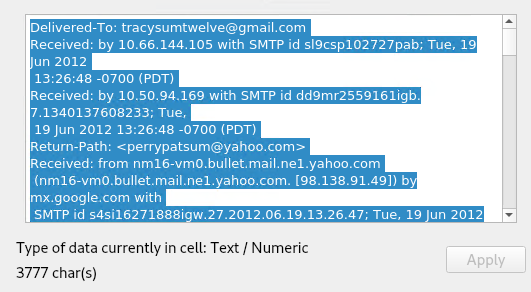 Delivered-To: tracysumtwelve@gmail.com
Received: by 10.66.144.105 with SMTP id sl9csp102727pab; Tue, 19
Jun 2012
 13:26:48 -0700 (PDT)
Received: by 10.50.94.169 with SMTP id dd9mr2559161igb.
7.1340137608233; Tue,
 19 Jun 2012 13:26:48 -0700 (PDT)
Return-Path: <perrypatsum@yahoo.com>
Received: from nm16-vm0.bullet.mail.ne1.yahoo.com
 (nm16-vm0.bullet.mail.ne1.yahoo.com. [98.138.91.49]) by
mx.google.com with
 SMTP id s4si16271888igw.27.2012.06.19.13.26.47; Tue, 19 Jun 2012
Type of data currently in cell: Text / Numeric
3777 char(s)
Apply